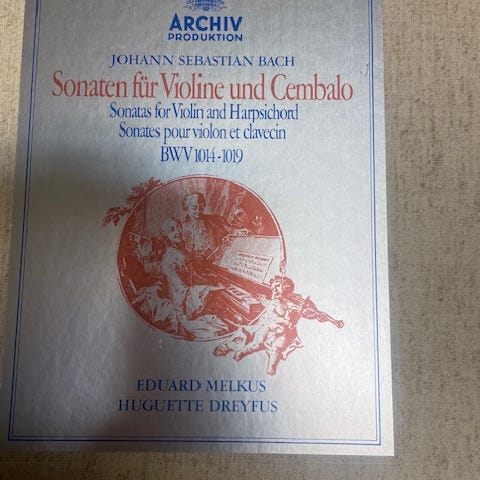 ARCHIV
PRODUKTION
JOHANN SEBASTIAN BACH
Sonaten für Violine und Cembalo
Sonatas for Violin and Harpsichord
Sonates pour violon et clavecin
BWV 1014-1019
EDUARD MELKUS
HUGUETTE DREYFUS